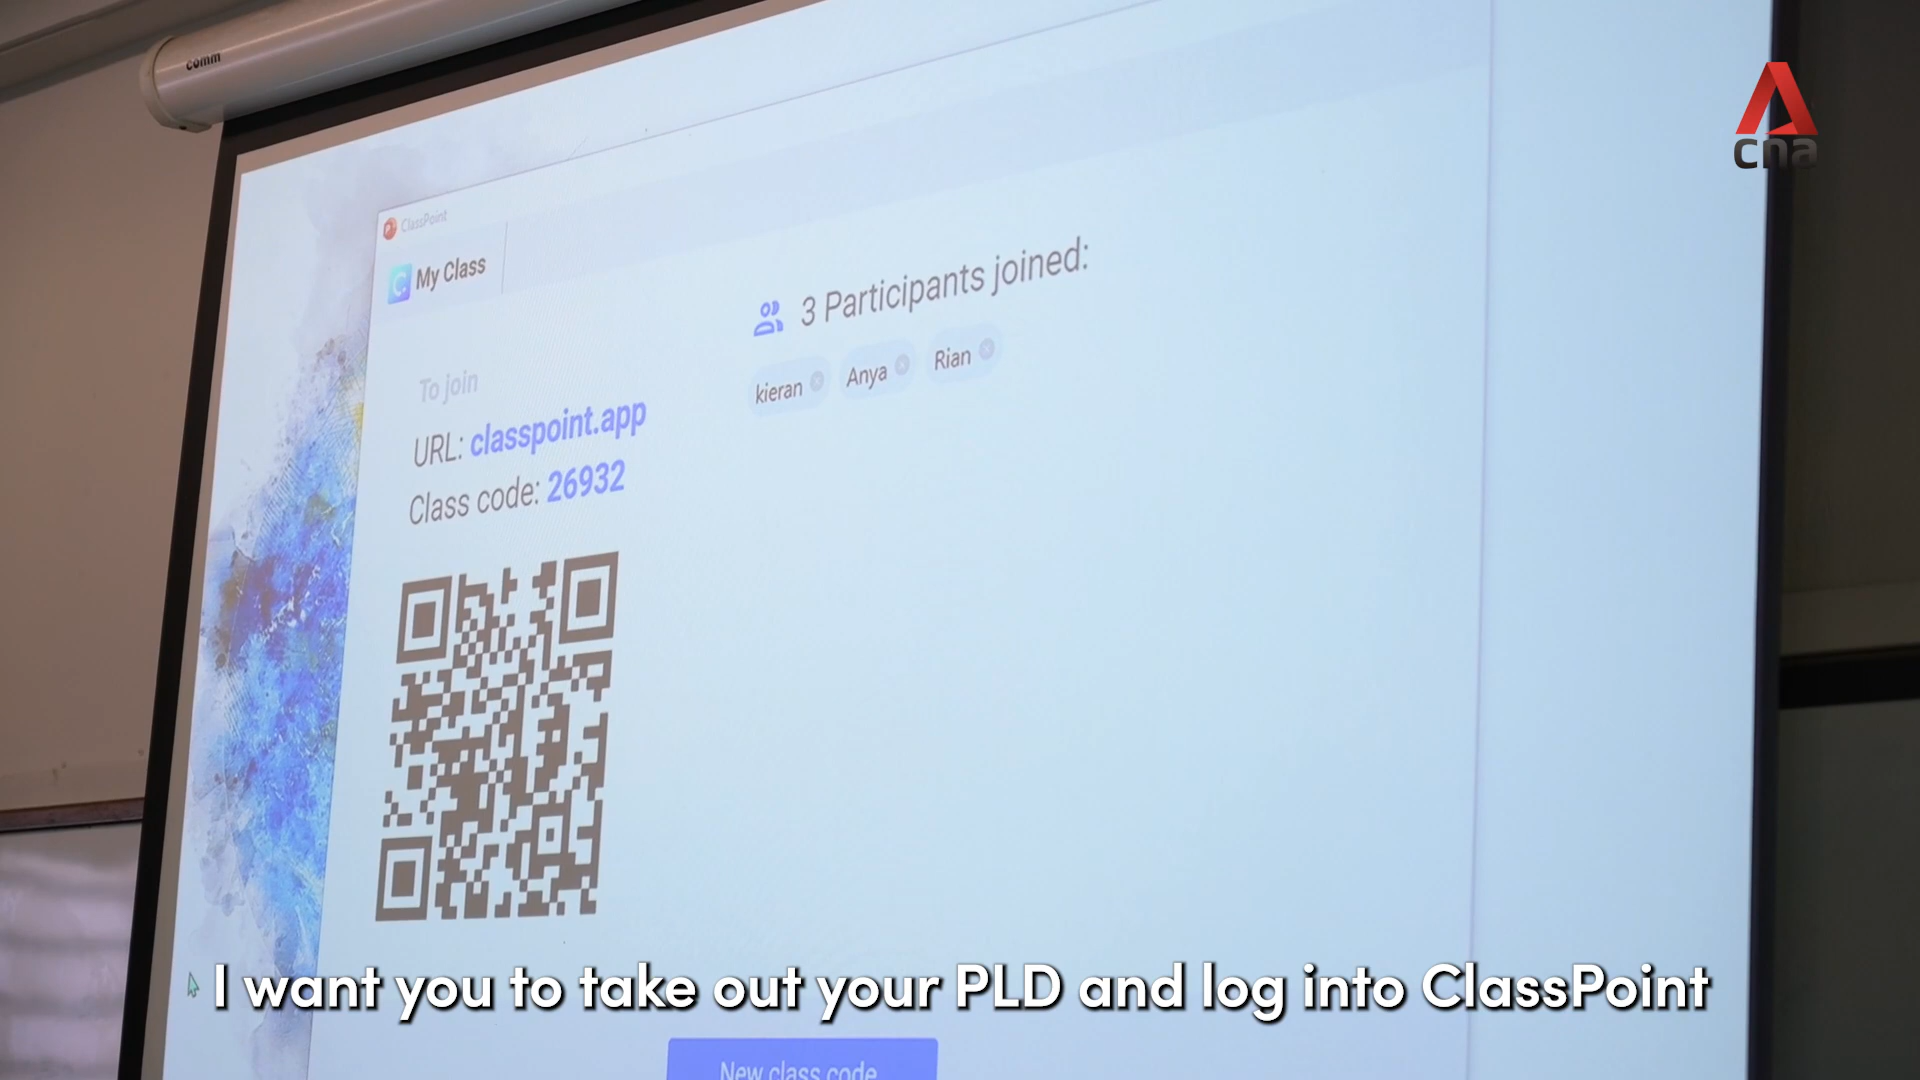 comm
cna
ClassPoint
My Class
3 Participants joined:
kieran Anya Rian
To join
URL: classpoint.app
Class code: 26932
I want you to take out your PLD and log into ClassPoint
New class code